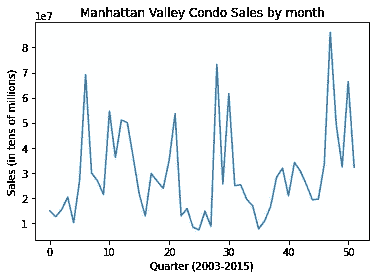 Manhattan Valley Condo Sales by month
1e7
8
7
6
5
4
3
2
1
Sales (in tens of millions)
0 10 20 30 40 50
Quarter (2003-2015)